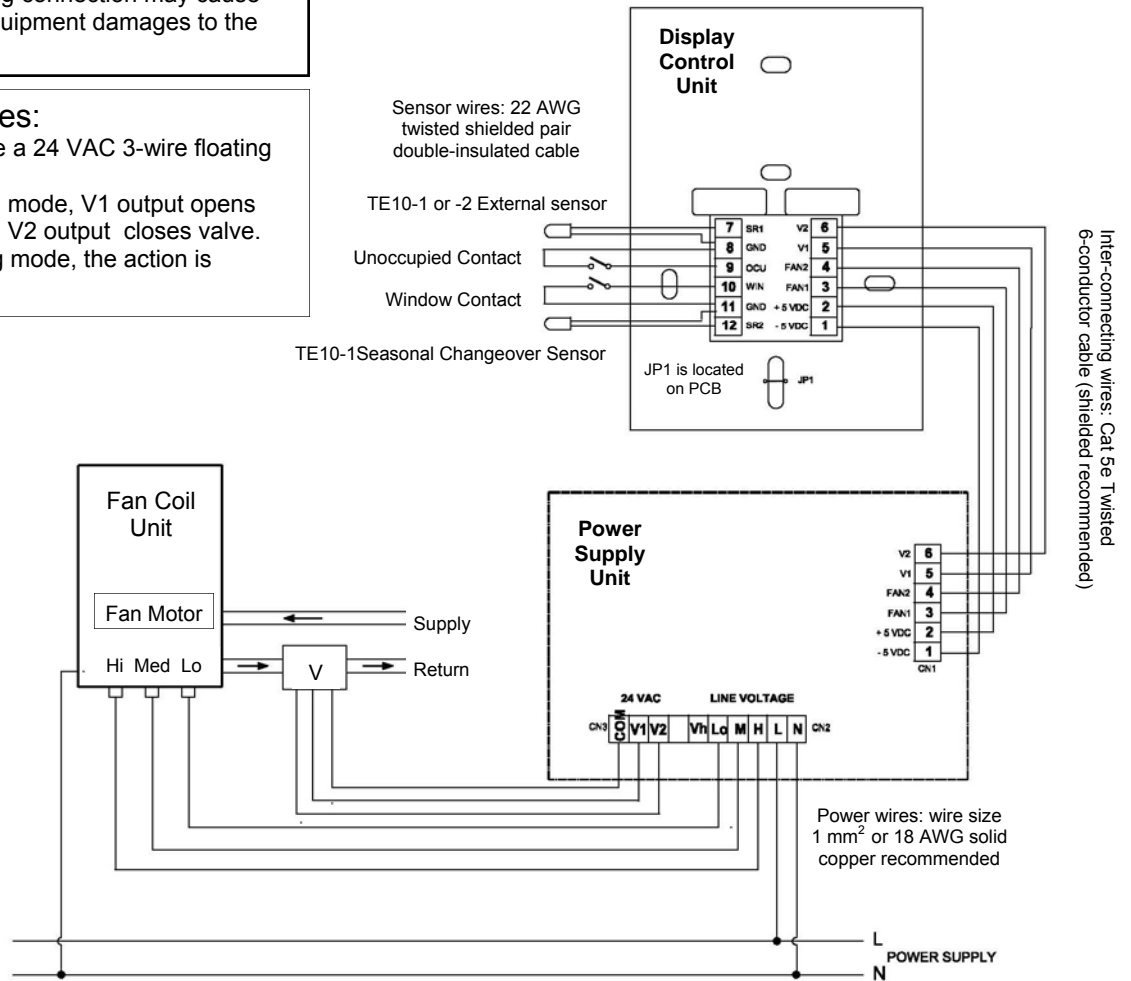 g connection may cause
uipment damages to the
es:
e a 24 VAC 3-wire floating
mode, V1 output opens
V2 output closes valve.
g mode, the action is
Display
Control
Unit
Sensor wires: 22 AWG
twisted shielded pair
double-insulated cable
TE10-1 or -2 External sensor
Unoccupied Contact
Window Contact
TE10-1Seasonal Changeover Sensor
7 SR1 V2 6
8 GND V1 5
9 OCU FAN2 4
10 WIN FAN1 3
11 GND + 5 VDC 2
12 SR2 - 5 VDC 1
JP1 is located
on PCB
JP1
Inter-connecting wires: Cat 5e Twisted
6-conductor cable (shielded recommended)
Fan Coil
Unit
Fan Motor
Hi Med Lo
Supply
Return
V
Power
Supply
Unit
V2 6
V1 5
FAN2 4
FAN1 3
+ 5 VDC 2
- 5 VDC 1
CN1
24 VAC LINE VOLTAGE
CN3 COM V1 V2 Vh Lo M H L N CN2
Power wires: wire size
1 mm² or 18 AWG solid
copper recommended
L
POWER SUPPLY
N